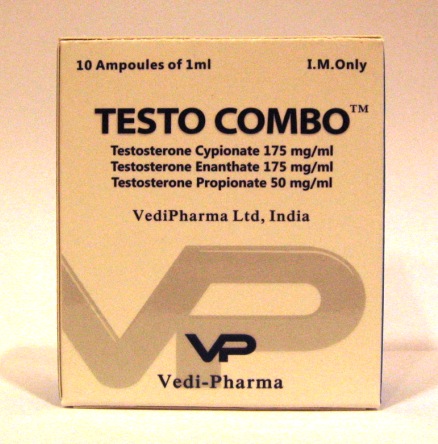 10 Ampoules of 1ml I.M.Only
TESTO COMBO™
Testosterone Cypionate 175 mg/ml
Testosterone Enanthate 175 mg/ml
Testosterone Propionate 50 mg/ml
VediPharma Ltd, India
VP
VP
Vedi-Pharma